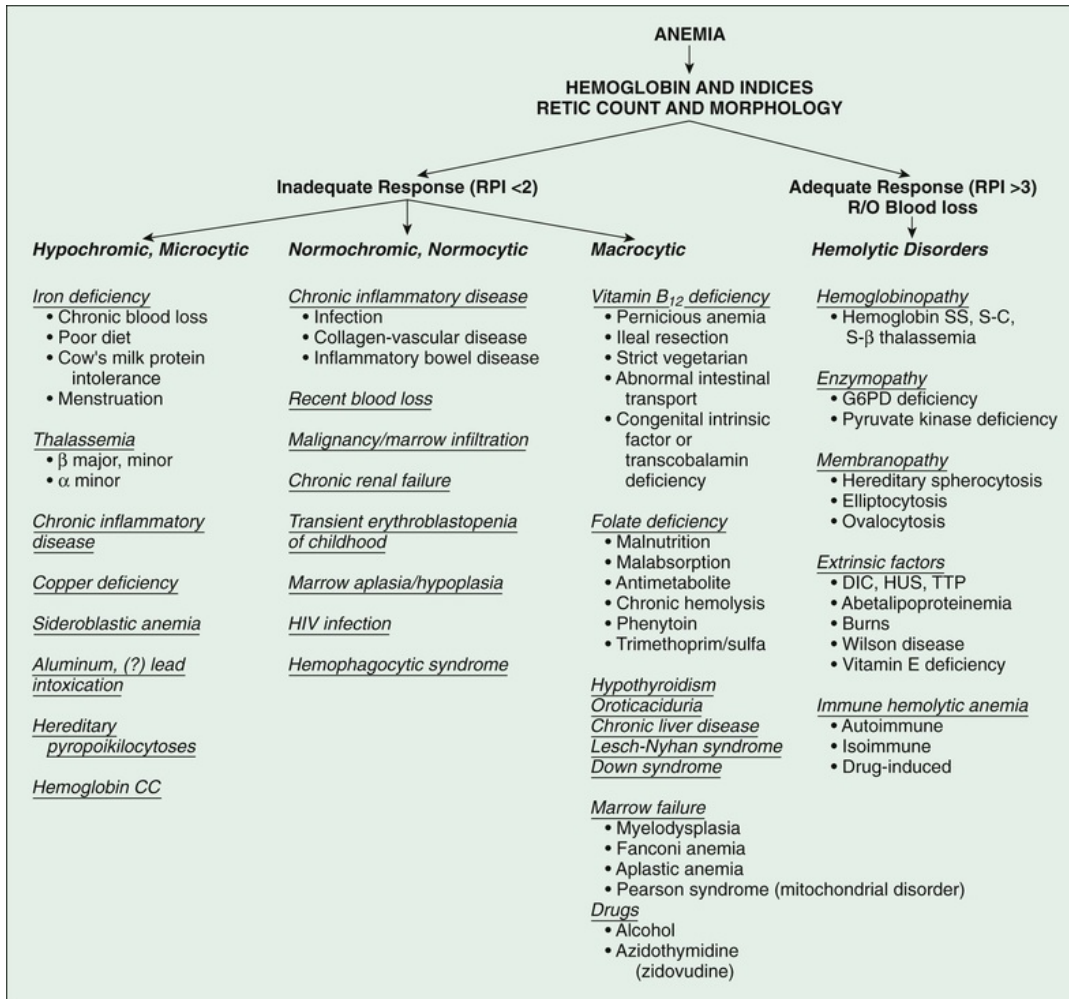 ANEMIA
HEMOGLOBIN AND INDICES
RETIC COUNT AND MORPHOLOGY
Inadequate Response (RPI <2)
Adequate Response (RPI >3)
R/O Blood loss
Hypochromic, Microcytic
Iron deficiency
• Chronic blood loss
• Poor diet
• Cow's milk protein
intolerance
• Menstruation
Thalassemia
• β major, minor
• α minor
Chronic inflammatory
disease
Copper deficiency
Sideroblastic anemia
Aluminum, (?) lead
intoxication
Hereditary
pyropoikilocytoses
Hemoglobin CC
Normochromic, Normocytic
Chronic inflammatory disease
• Infection
• Collagen-vascular disease
• Inflammatory bowel disease
Recent blood loss
Malignancy/marrow infiltration
Chronic renal failure
Transient erythroblastopenia
of childhood
Marrow aplasia/hypoplasia
HIV infection
Hemophagocytic syndrome
Macrocytic
Vitamin B12 deficiency
• Pernicious anemia
• Ileal resection
• Strict vegetarian
• Abnormal intestinal
transport
• Congenital intrinsic
factor or
transcobalamin
deficiency
Folate deficiency
• Malnutrition
• Malabsorption
• Antimetabolite
• Chronic hemolysis
• Phenytoin
• Trimethoprim/sulfa
Hypothyroidism
Oroticaciduria
Chronic liver disease
Lesch-Nyhan syndrome
Down syndrome
Marrow failure
• Myelodysplasia
• Fanconi anemia
• Aplastic anemia
• Pearson syndrome (mitochondrial disorder)
Drugs
• Alcohol
• Azidothymidine
(zidovudine)
Hemolytic Disorders
Hemoglobinopathy
• Hemoglobin SS, S-C,
S-β thalassemia
Enzymopathy
• G6PD deficiency
• Pyruvate kinase deficiency
Membranopathy
• Hereditary spherocytosis
• Elliptocytosis
• Ovalocytosis
Extrinsic factors
• DIC, HUS, TTP
• Abetalipoproteinemia
• Burns
• Wilson disease
• Vitamin E deficiency
Immune hemolytic anemia
• Autoimmune
• Isoimmune
• Drug-induced